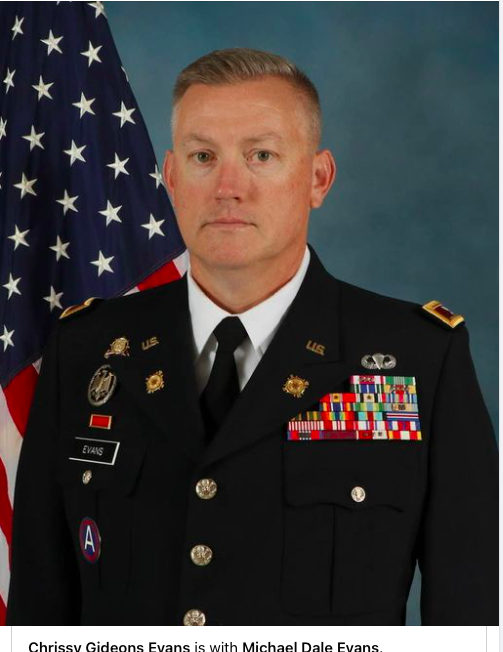 U.S.
U.S.
EVANS
A
Chrissy Gideons Evans is with Michael Dale Evans.